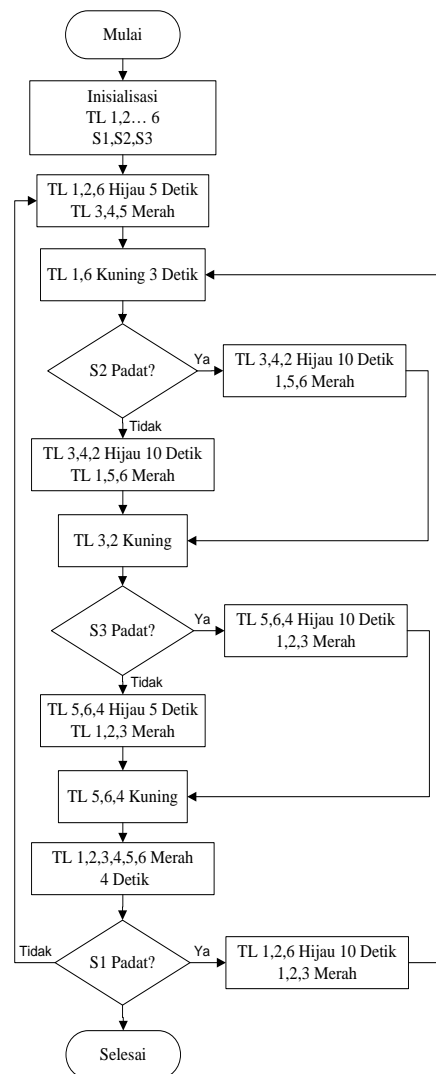 Mulai
Inisialisasi
TL 1,2... 6
S1,S2,S3
TL 1,2,6 Hijau 5 Detik
TL 3,4,5 Merah
TL 1,6 Kuning 3 Detik
S2 Padat?
Ya
TL 3,4,2 Hijau 10 Detik
1,5,6 Merah
Tidak
TL 3,4,2 Hijau 10 Detik
TL 1,5,6 Merah
TL 3,2 Kuning
S3 Padat?
Ya
TL 5,6,4 Hijau 10 Detik
1,2,3 Merah
Tidak
TL 5,6,4 Hijau 5 Detik
TL 1,2,3 Merah
TL 5,6,4 Kuning
TL 1,2,3,4,5,6 Merah
4 Detik
Tidak
S1 Padat?
Ya
TL 1,2,6 Hijau 10 Detik
1,2,3 Merah
Selesai